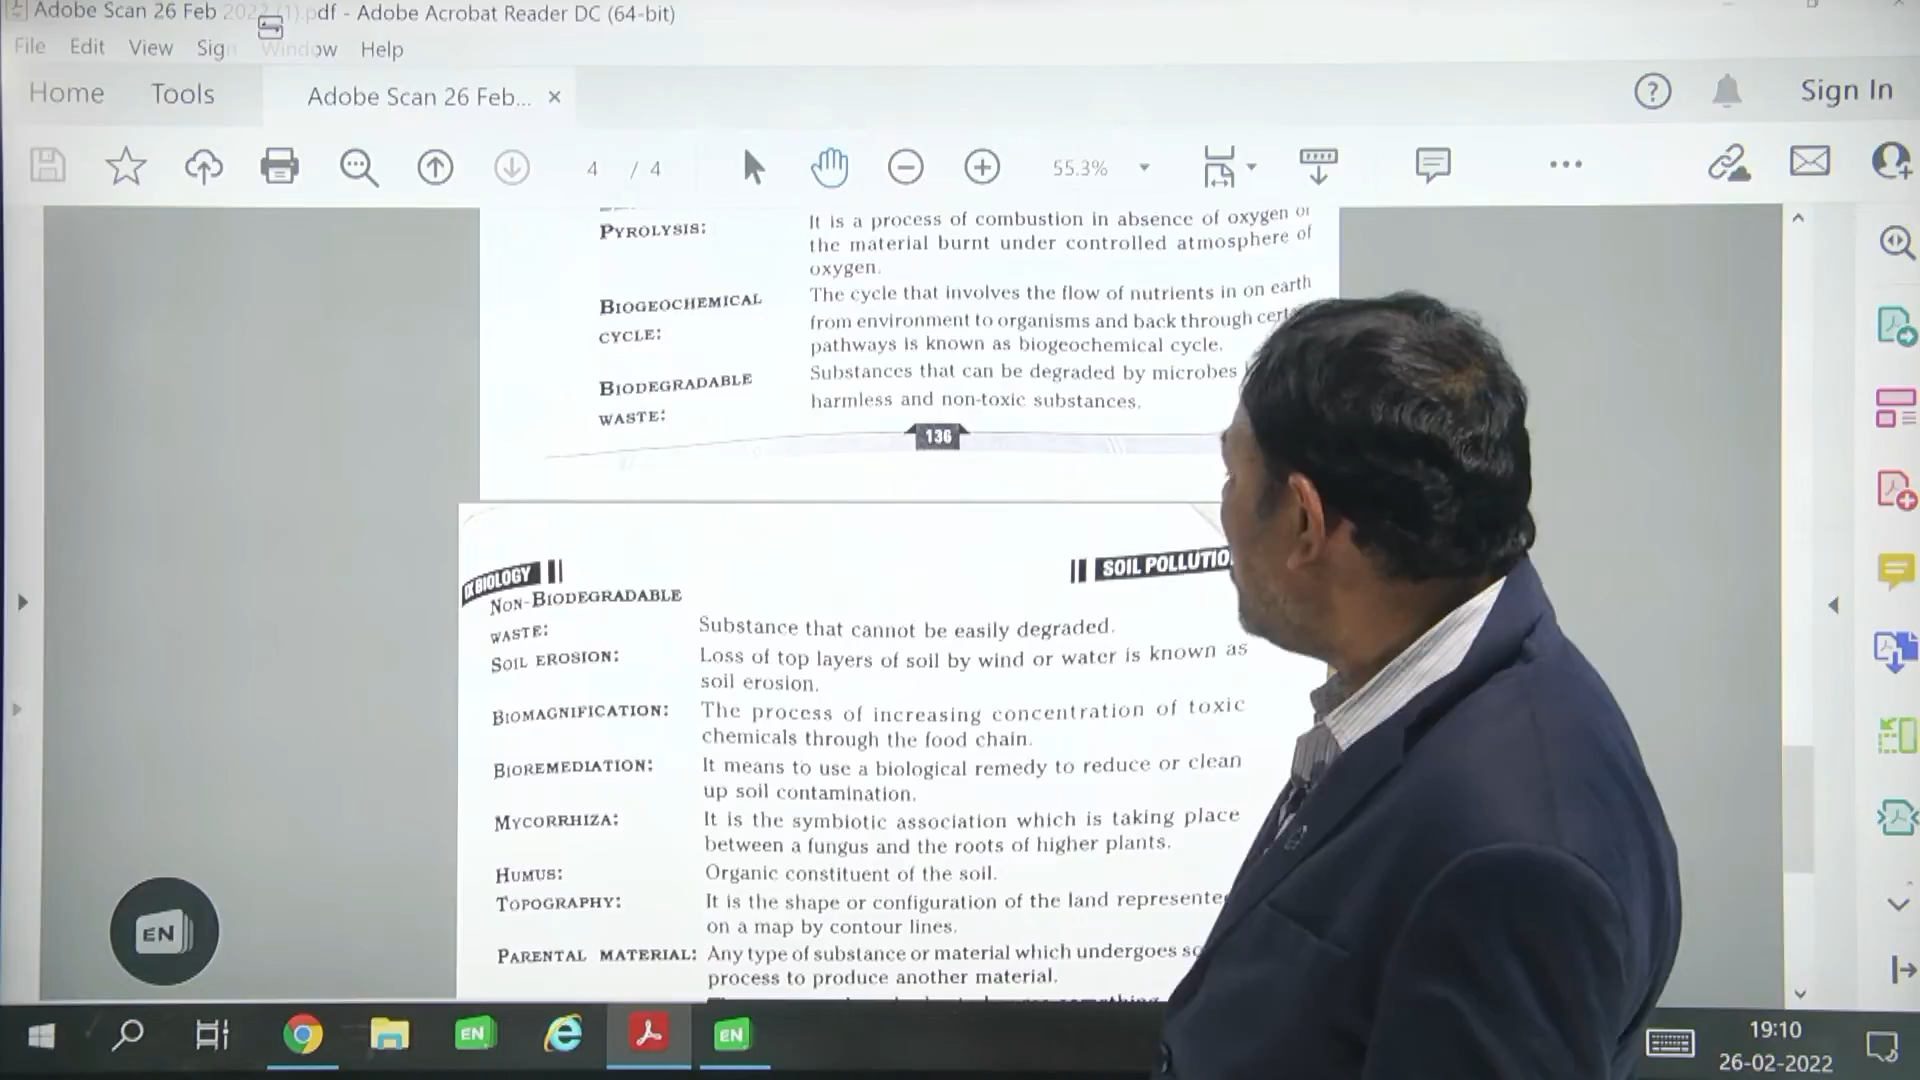 Adobe Scan 26 Feb 2022 (1).pdf - Adobe Acrobat Reader DC (64-bit)
File Edit View Sign Window Help
Home Tools Adobe Scan 26 Feb... × ? Sign In
4 / 4 55.3%
PYROLYSIS: It is a process of combustion in absence of oxygen or
the material burnt under controlled atmosphere of
oxygen.
BIOGEOCHEMICAL The cycle that involves the flow of nutrients in on earth
CYCLE: from environment to organisms and back through
pathways is known as biogeochemical cycle.
BIODEGRADABLE Substances that can be degraded by microbes
WASTE: harmless and non-toxic substances.
136
IX BIOLOGY
SOIL
NON-BIODEGRADABLE
WASTE: Substance that cannot be easily degraded.
SOIL EROSION: Loss of top layers of soil by wind or water is known as
soil erosion.
BIOMAGNIFICATION: The process of increasing concentration of toxic
chemicals through the food chain.
BIOREMEDIATION: It means to use a biological remedy to reduce or clean
up soil contamination.
MYCORRHIZA: It is the symbiotic association which is taking place
between a fungus and the roots of higher plants.
HUMUS: Organic constituent of the soil.
TOPOGRAPHY: It is the shape or configuration of the land
on a map by contour lines.
PARENTAL MATERIAL: Any type of substance or material which undergoes
process to produce another material.
EN
EN EN
19:10
26-02-2022